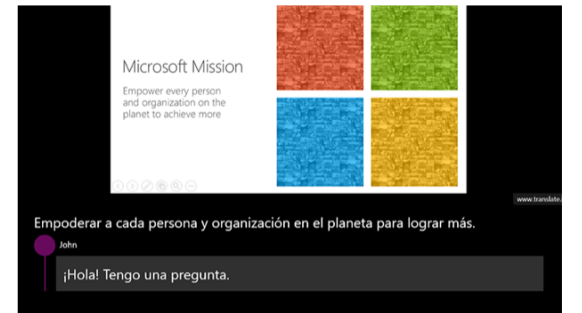 Microsoft Mission
Empower every person
and organization on the
planet to achieve more
www.translate.
Empoderar a cada persona y organización en el planeta para lograr más.
John
¡Hola! Tengo una pregunta.